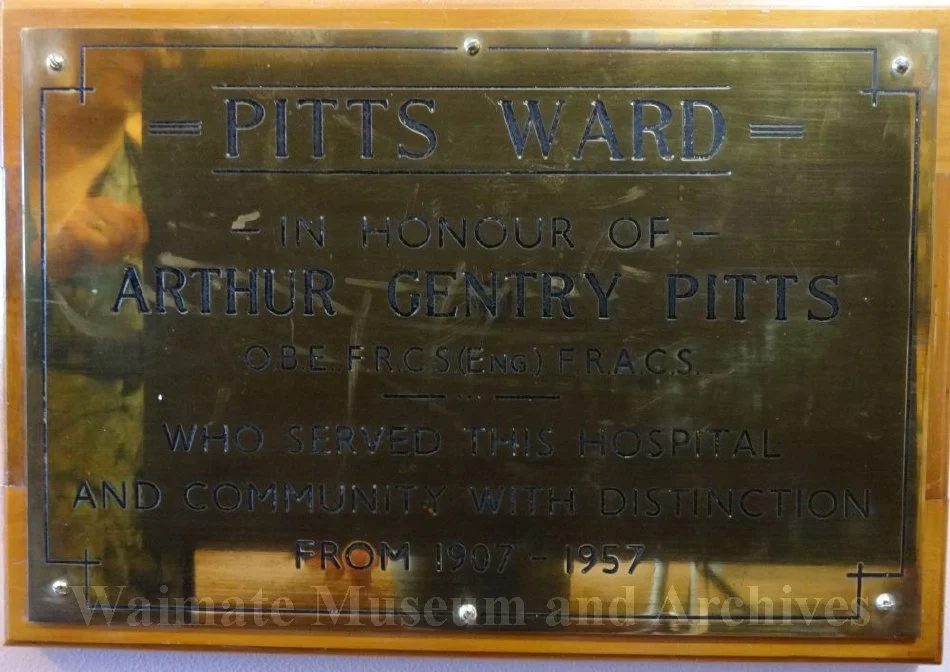 PITTS WARD
- IN HONOUR OF -
ARTHUR GENTRY PITTS
O.B.E. F.R.C.S.(ENG.) F.R.A.C.S.
WHO SERVED THIS HOSPITAL
AND COMMUNITY WITH DISTINCTION
FROM 1907 - 1957
Waimate Museum and Archives